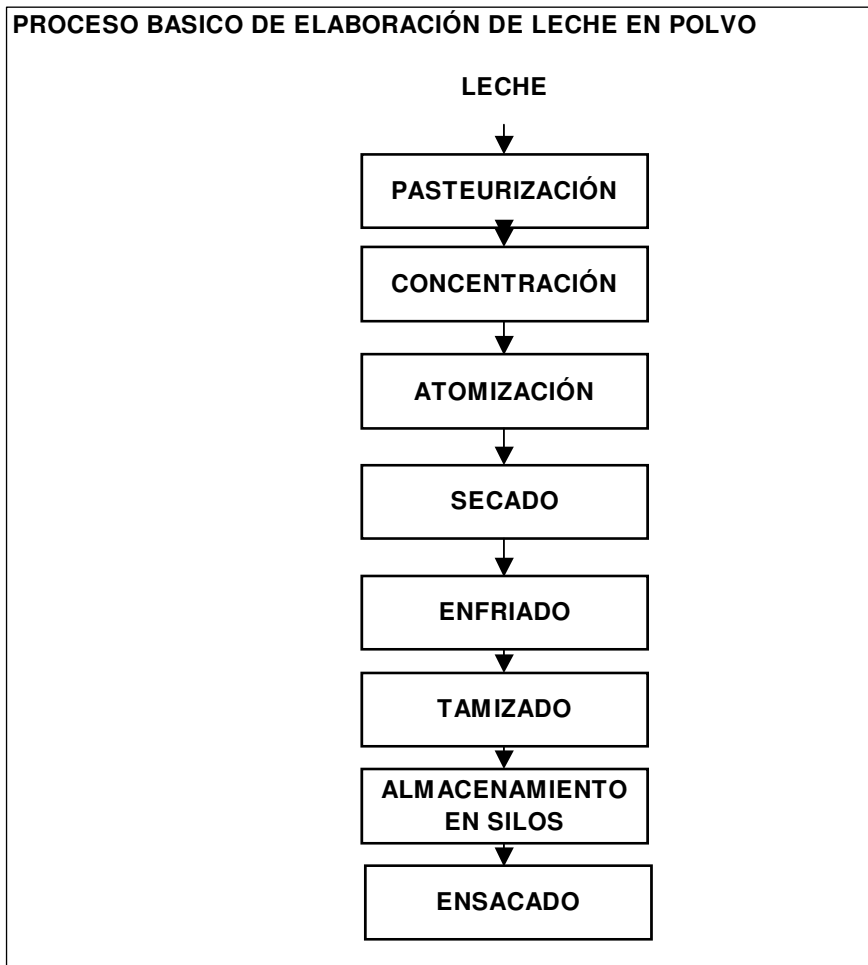 PROCESO BASICO DE ELABORACIÓN DE LECHE EN POLVO
LECHE
PASTEURIZACIÓN
CONCENTRACIÓN
ATOMIZACIÓN
SECADO
ENFRIADO
TAMIZADO
ALMACENAMIENTO
EN SILOS
ENSACADO